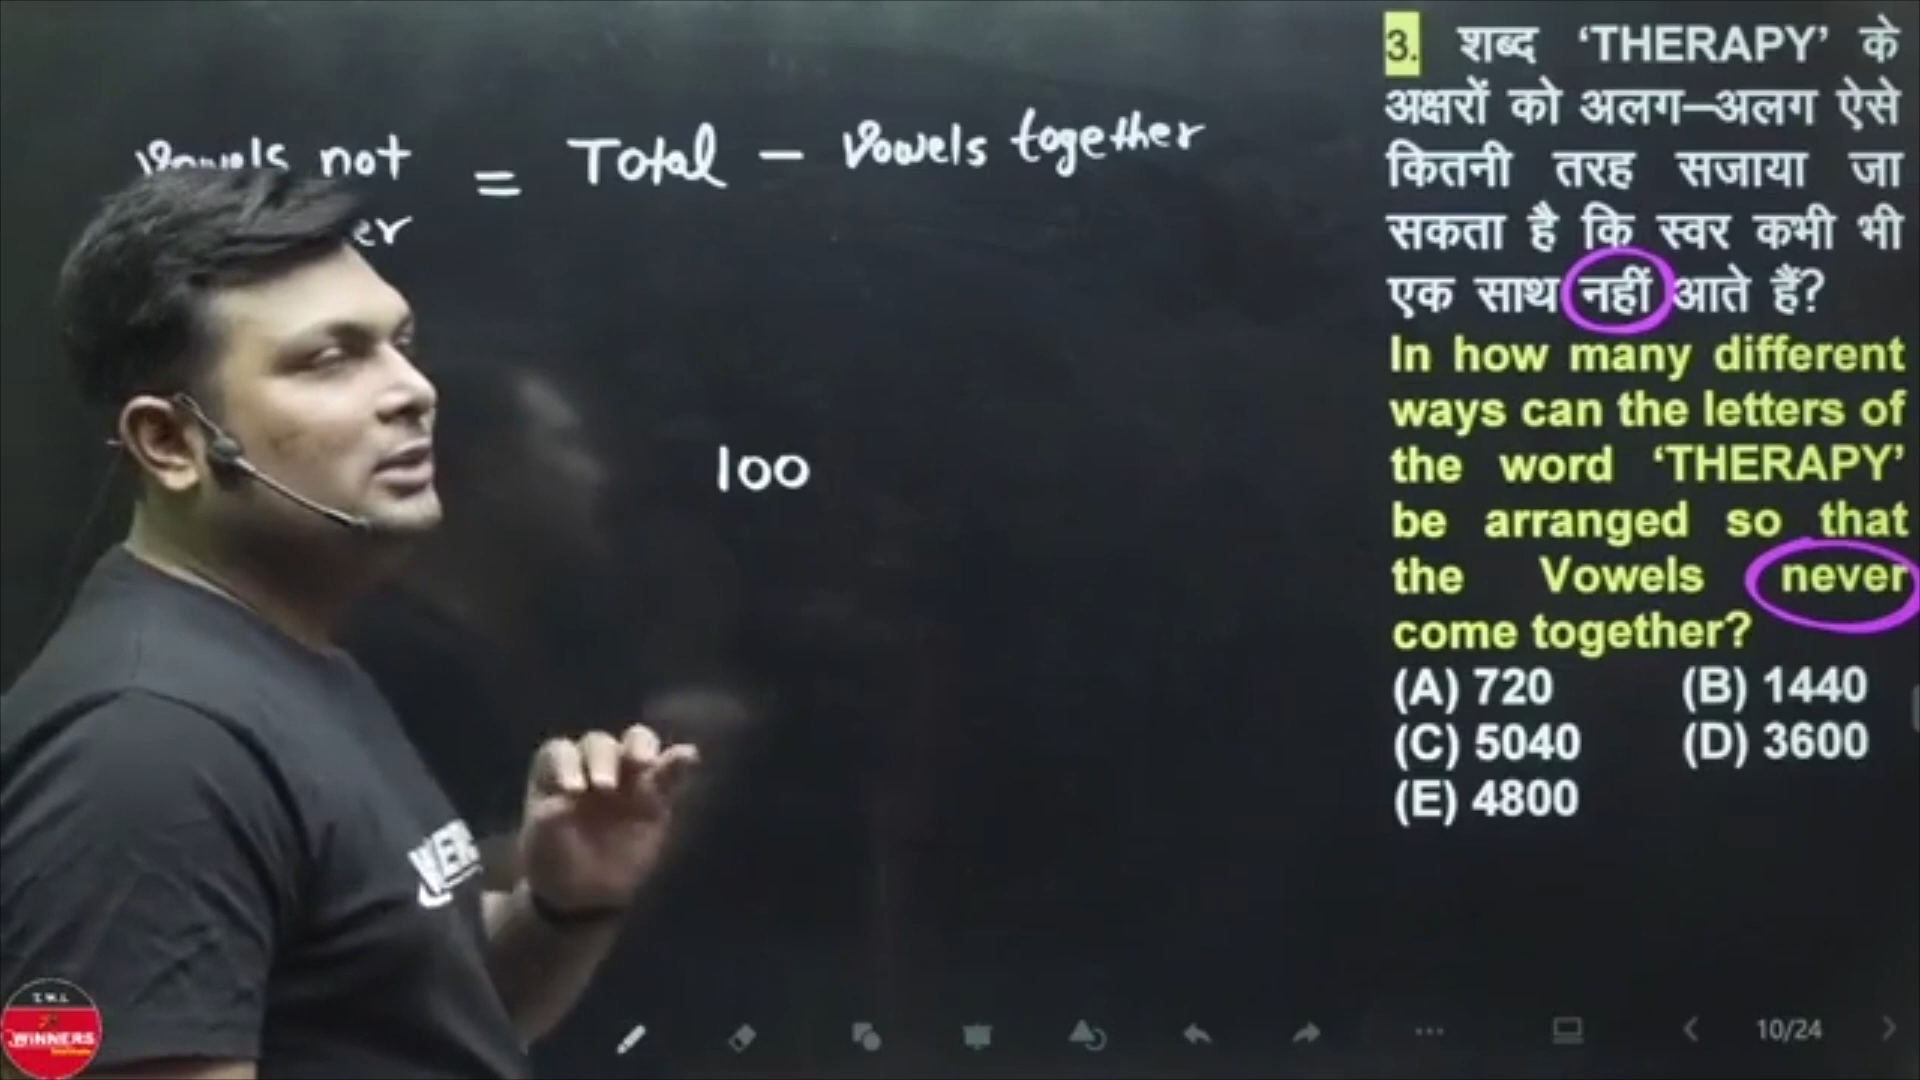 Vowels not = Total - Vowels together
er
100
3. शब्द ‘THERAPY’ के
अक्षरों को अलग–अलग ऐसे
कितनी तरह सजाया जा
सकता है कि स्वर कभी भी
एक साथ नहीं आते हैं?
In how many different
ways can the letters of
the word ‘THERAPY’
be arranged so that
the Vowels never
come together?
(A) 720 (B) 1440
(C) 5040 (D) 3600
(E) 4800
10/24
WINNERS